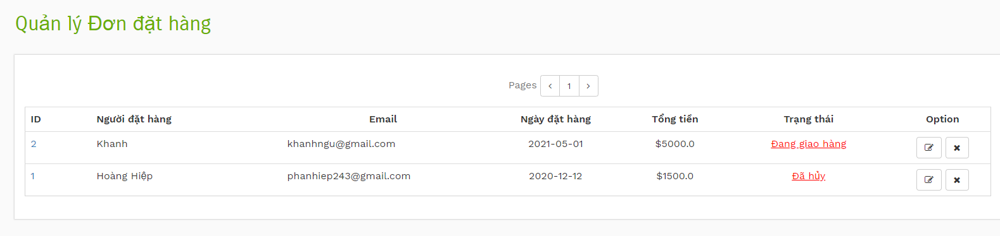 Quản lý Đơn đặt hàng
Pages < 1 >
ID Người đặt hàng Email Ngày đặt hàng Tổng tiền Trạng thái Option
2 Khanh khanhngu@gmail.com 2021-05-01 $5000.0 Đang giao hàng
1 Hoàng Hiệp phanhiep243@gmail.com 2020-12-12 $1500.0 Đã hủy